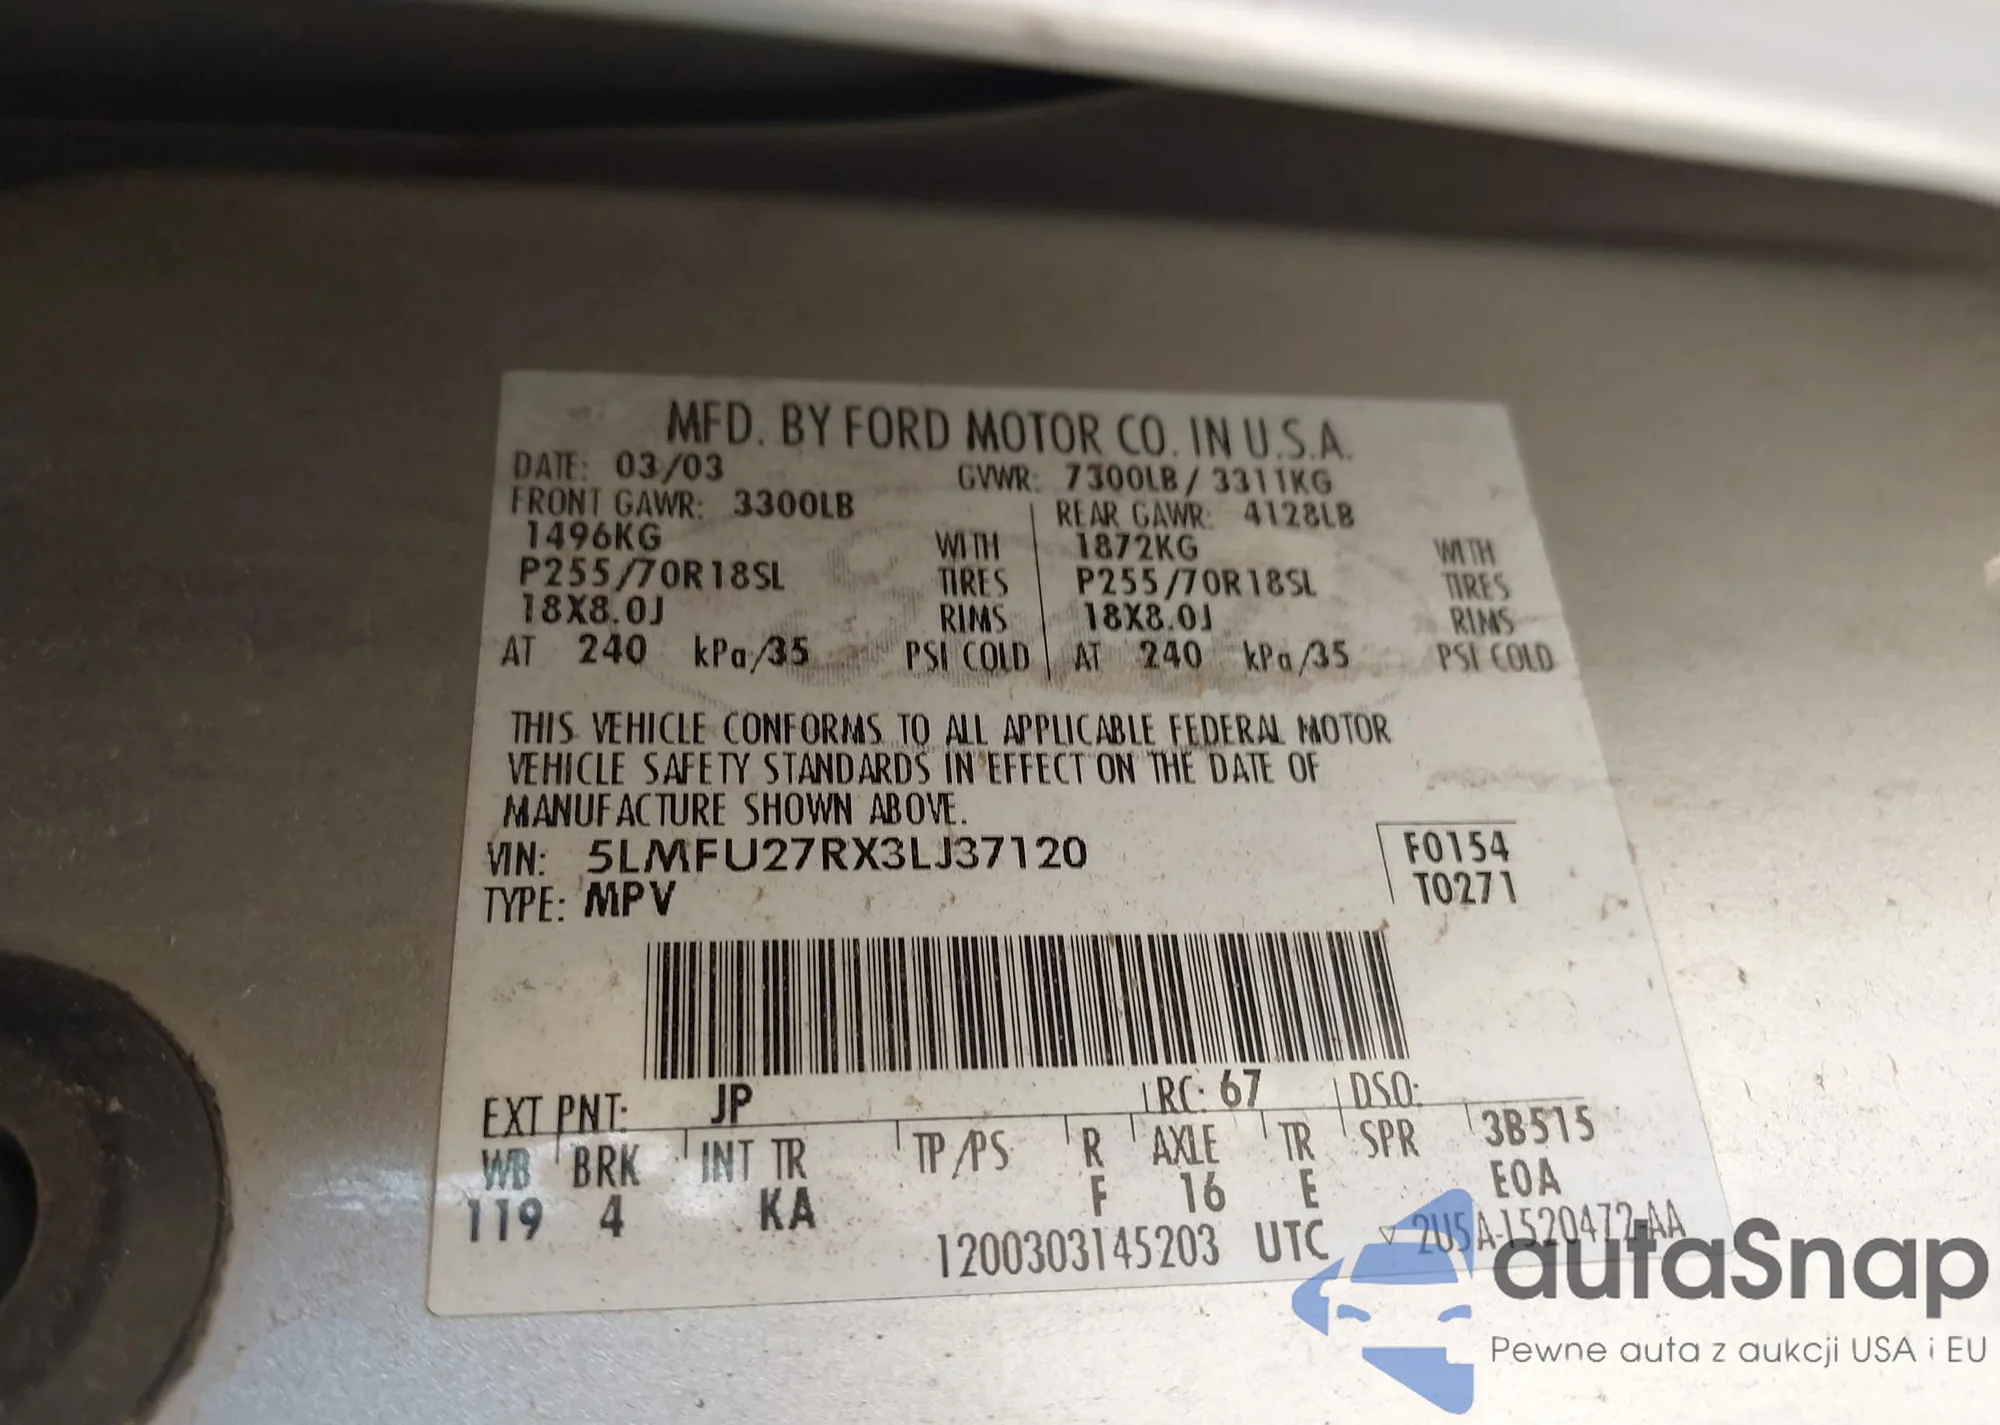 MFD. BY FORD MOTOR CO. IN U.S.A.
DATE: 03/03 GVWR: 7300LB / 3311KG
FRONT GAWR: 3300LB REAR GAWR: 4128LB
1496KG WITH 1872KG WITH
P255/70R18SL TIRES P255/70R18SL TIRES
18X8.0J RIMS 18X8.0J RIMS
AT 240 kPa/35 PSI COLD AT 240 kPa/35 PSI COLD
THIS VEHICLE CONFORMS TO ALL APPLICABLE FEDERAL MOTOR
VEHICLE SAFETY STANDARDS IN EFFECT ON THE DATE OF
MANUFACTURE SHOWN ABOVE.
VIN: 5LMFU27RX3LJ37120 F0154
TYPE: MPV T0271
EXT PNT: JP RC: 67 DSO:
WB BRK INT TR TP/PS R AXLE TR SPR 3B515
119 4 KA F 16 E E0A
1200303145203 UTC 2U5A-1520472-AA
autaSnap
Pewne auta z aukcji USA i EU